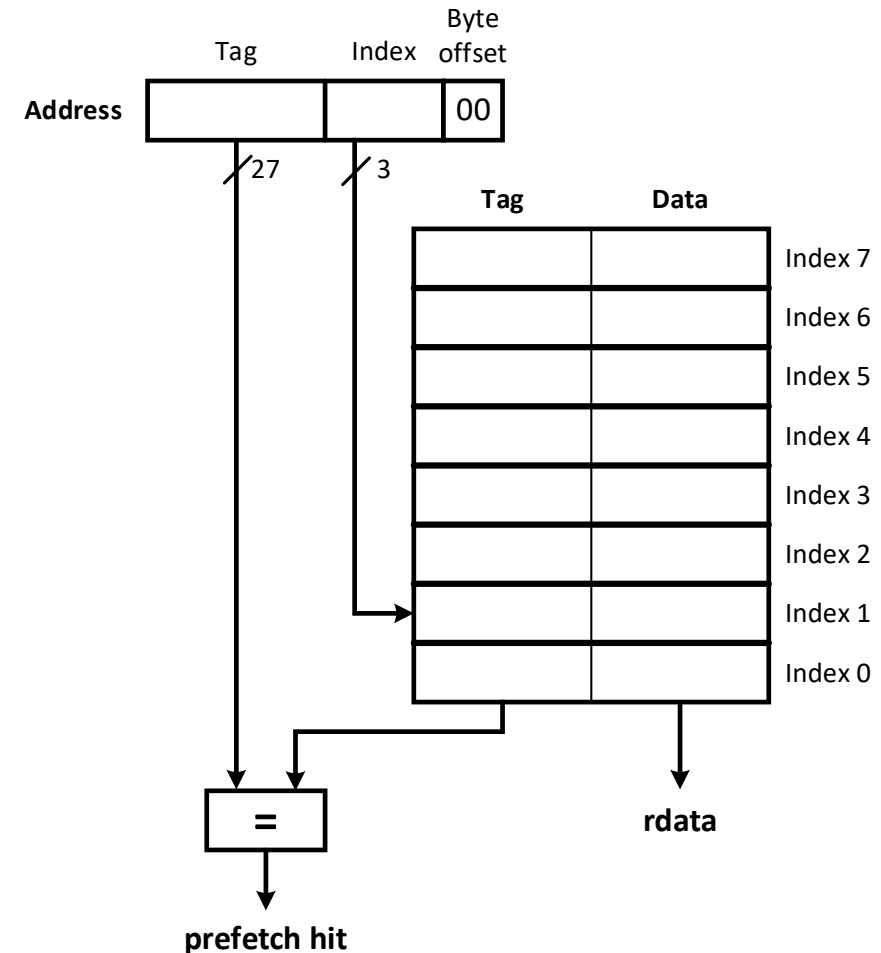 Byte
Tag Index offset
Address 00
27 3
Tag Data
Index 7
Index 6
Index 5
Index 4
Index 3
Index 2
Index 1
Index 0
=
rdata
prefetch hit